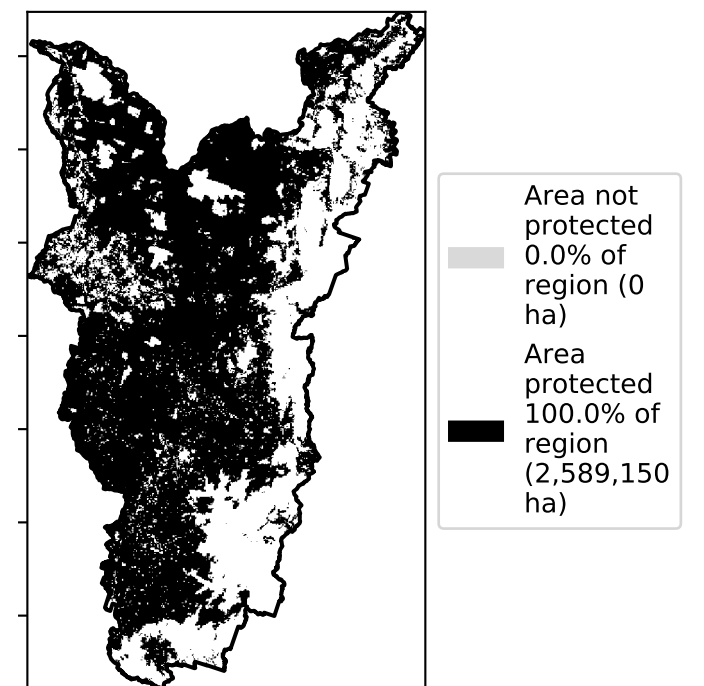 Area not
protected
0.0% of
region (0
ha)
Area
protected
100.0% of
region
(2,589,150
ha)